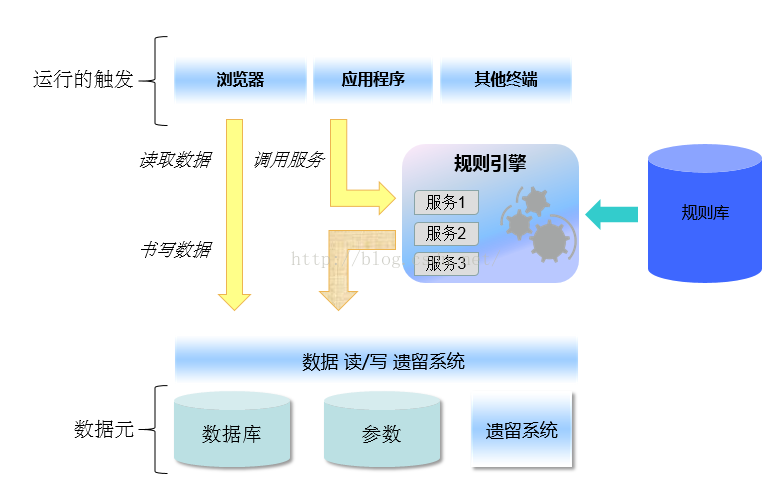 运行的触发
浏览器
应用程序
其他终端
读取数据
调用服务
书写数据
规则引擎
服务1
服务2
服务3
规则库
http://blog
数据 读/写 遗留系统
数据元
数据库
参数
遗留系统